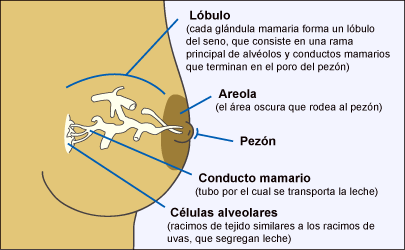 Lóbulo
(cada glándula mamaria forma un lóbulo
del seno, que consiste en una rama
principal de alvéolos y conductos mamarios
que terminan en el poro del pezón)
Areola
(el área oscura que rodea al pezón)
Pezón
Conducto mamario
(tubo por el cual se transporta la leche)
Células alveolares
(racimos de tejido similares a los racimos de
uvas, que segregan leche)